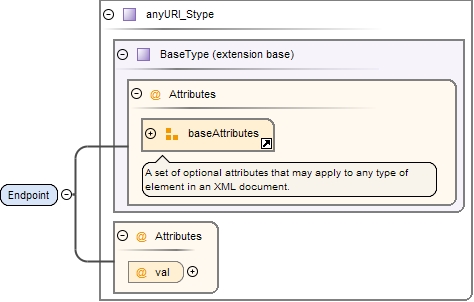 anyURI_Stype
BaseType (extension base)
@ Attributes
baseAttributes
A set of optional attributes that may apply to any type of
element in an XML document.
Endpoint
@ Attributes
@ val